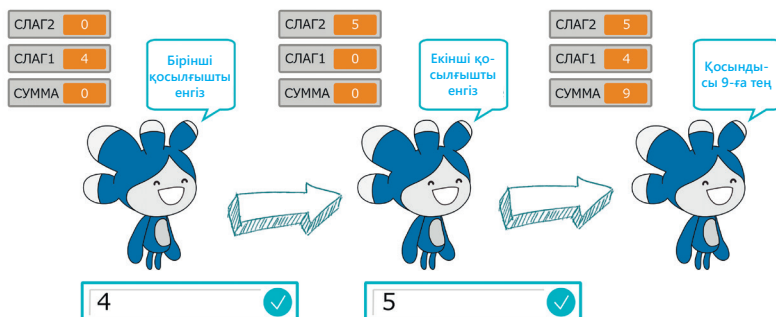 СЛАГ2 0
СЛАГ1 4
СУММА 0
Бірінші
қосылғышты
енгіз
4
СЛАГ2 5
СЛАГ1 0
СУММА 0
Екінші қо-
сылғышты
енгіз
5
СЛАГ2 5
СЛАГ1 4
СУММА 9
Қосынды-
сы 9-ға тең